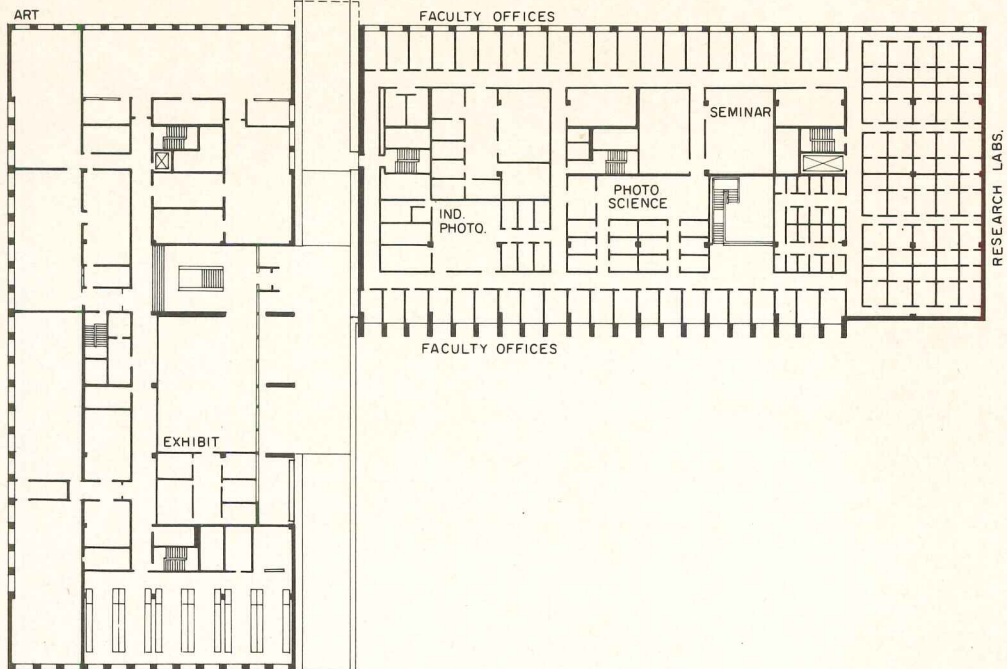 ART
FACULTY OFFICES
SEMINAR
PHOTO
SCIENCE
IND.
PHOTO.
RESEARCH LABS.
FACULTY OFFICES
EXHIBIT